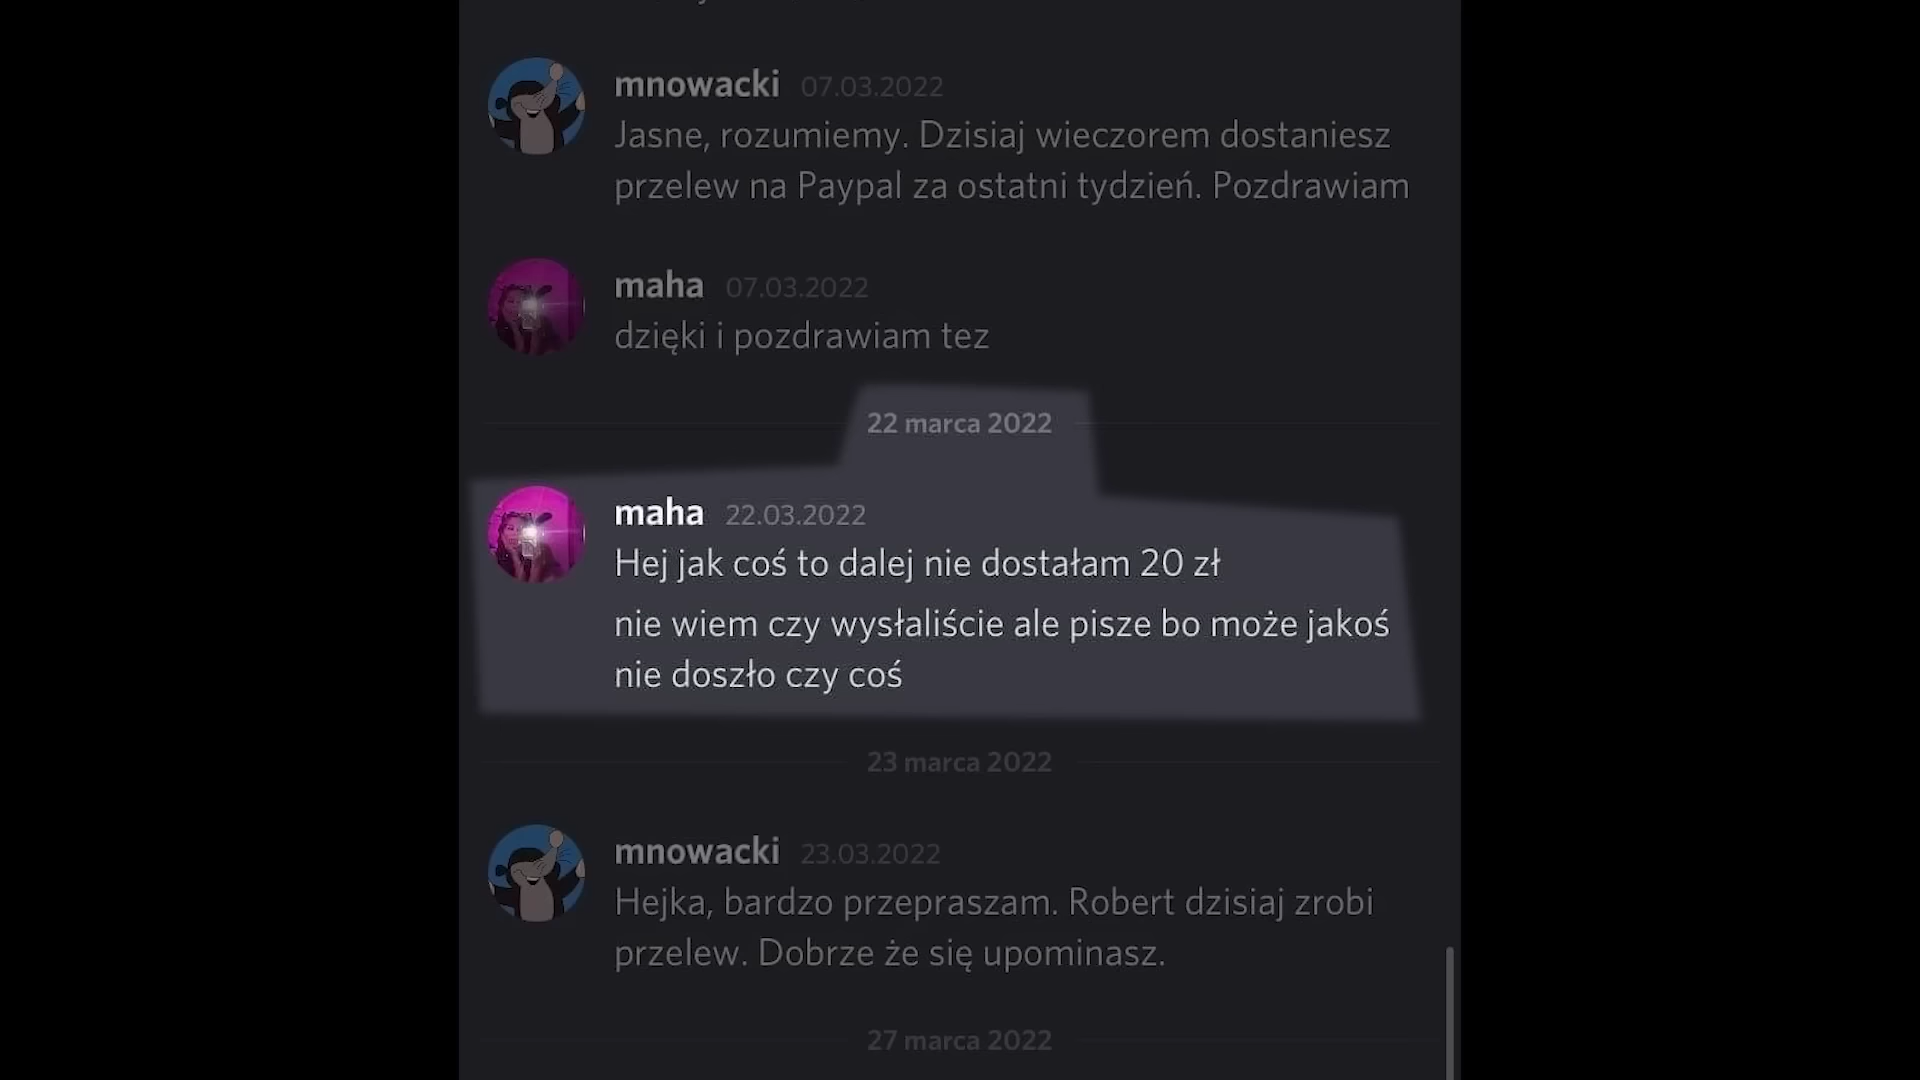 mnowacki 07.03.2022
Jasne, rozumiemy. Dzisiaj wieczorem dostaniesz
przelew na Paypal za ostatni tydzień. Pozdrawiam
maha 07.03.2022
dzięki i pozdrawiam tez
22 marca 2022
maha 22.03.2022
Hej jak coś to dalej nie dostałam 20 zł
nie wiem czy wysłaliście ale pisze bo może jakoś
nie doszło czy coś
23 marca 2022
mnowacki 23.03.2022
Hejka, bardzo przepraszam. Robert dzisiaj zrobi
przelew. Dobrze że się upominasz.
27 marca 2022